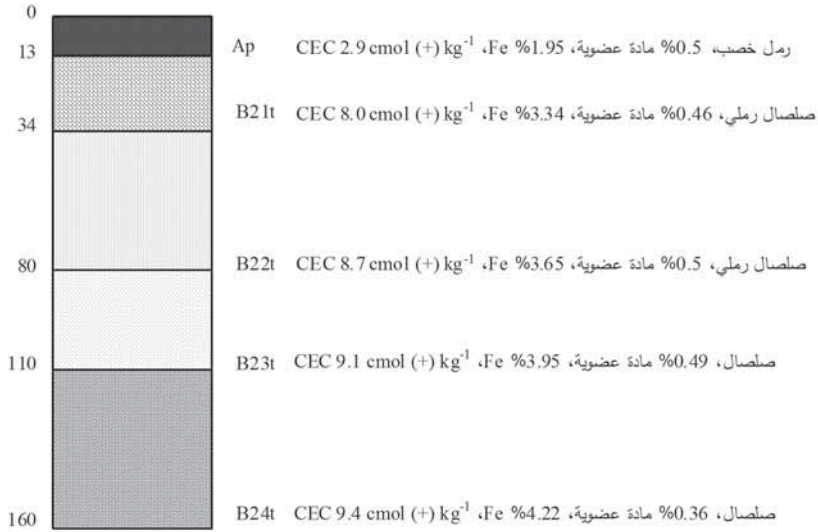 0
13
Ap رمل خصب، 0.5% مادة عضوية، 1.95% Fe، CEC 2.9 cmol (+) kg⁻¹
34
B21t صلصال رملي، 0.46% مادة عضوية، 3.34% Fe، CEC 8.0 cmol (+) kg⁻¹
80
B22t صلصال رملي، 0.5% مادة عضوية، 3.65% Fe، CEC 8.7 cmol (+) kg⁻¹
110
B23t صلصال، 0.49% مادة عضوية، 3.95% Fe، CEC 9.1 cmol (+) kg⁻¹
160
B24t صلصال، 0.36% مادة عضوية، 4.22% Fe، CEC 9.4 cmol (+) kg⁻¹